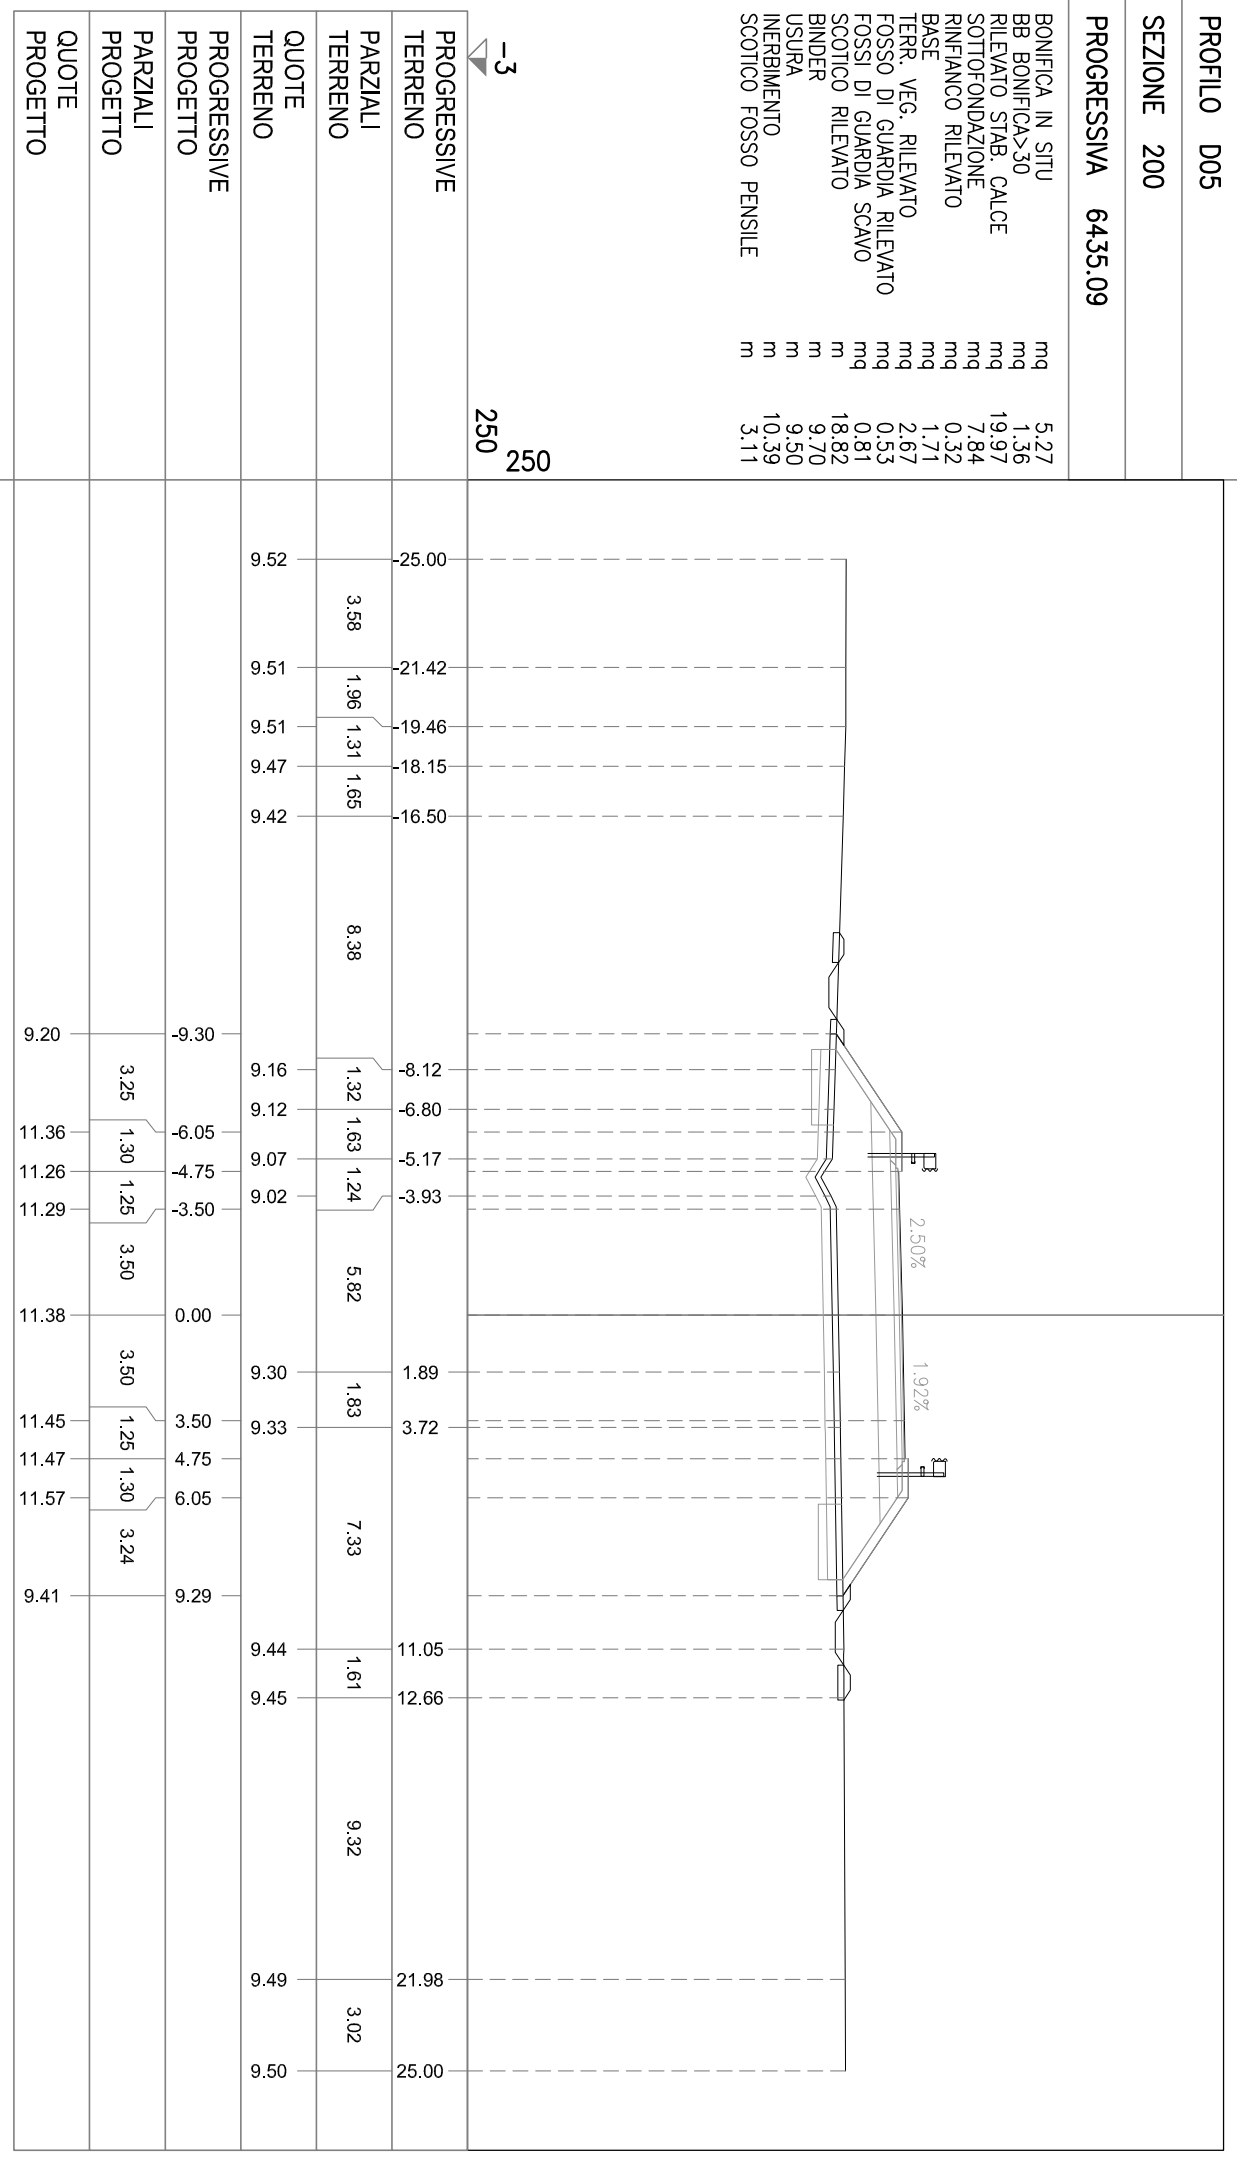 PROFILO D05
SEZIONE 200
PROGRESSIVA 6435.09
BONIFICA IN SITU mq 5.27
BB BONIFICA>30 mq 1.36
RILEVATO STAB. CALCE mq 19.97
SOTTOFONDAZIONE mq 7.84
RINFIANCO RILEVATO mq 0.32
BASE mq 1.71
TERR. VEG. RILEVATO mq 2.67
FOSSO DI GUARDIA RILEVATO mq 0.53
FOSSI DI GUARDIA SCAVO mq 0.81
SCOTICO RILEVATO m 18.82
BINDER m 9.70
USURA m 9.50
INERBIMENTO m 10.39
SCOTICO FOSSO PENSILE m 3.11
2.50% 1.92%
-3
250
250
PROGRESSIVE
TERRENO
-25.00 -21.42 -19.46 -18.15 -16.50 -8.12 -6.80 -5.17 -3.93 1.89 3.72 11.05 12.66 21.98 25.00
PARZIALI
TERRENO
3.58 1.96 1.31 1.65 8.38 1.32 1.63 1.24 5.82 1.83 7.33 1.61 9.32 3.02
QUOTE
TERRENO
9.52 9.51 9.51 9.47 9.42 9.16 9.12 9.07 9.02 9.30 9.33 9.44 9.45 9.49 9.50
PROGRESSIVE
PROGETTO
-9.30 -6.05 -4.75 -3.50 0.00 3.50 4.75 6.05 9.29
PARZIALI
PROGETTO
3.25 1.30 1.25 3.50 3.50 1.25 1.30 3.24
QUOTE
PROGETTO
9.20 11.36 11.26 11.29 11.38 11.45 11.47 11.57 9.41